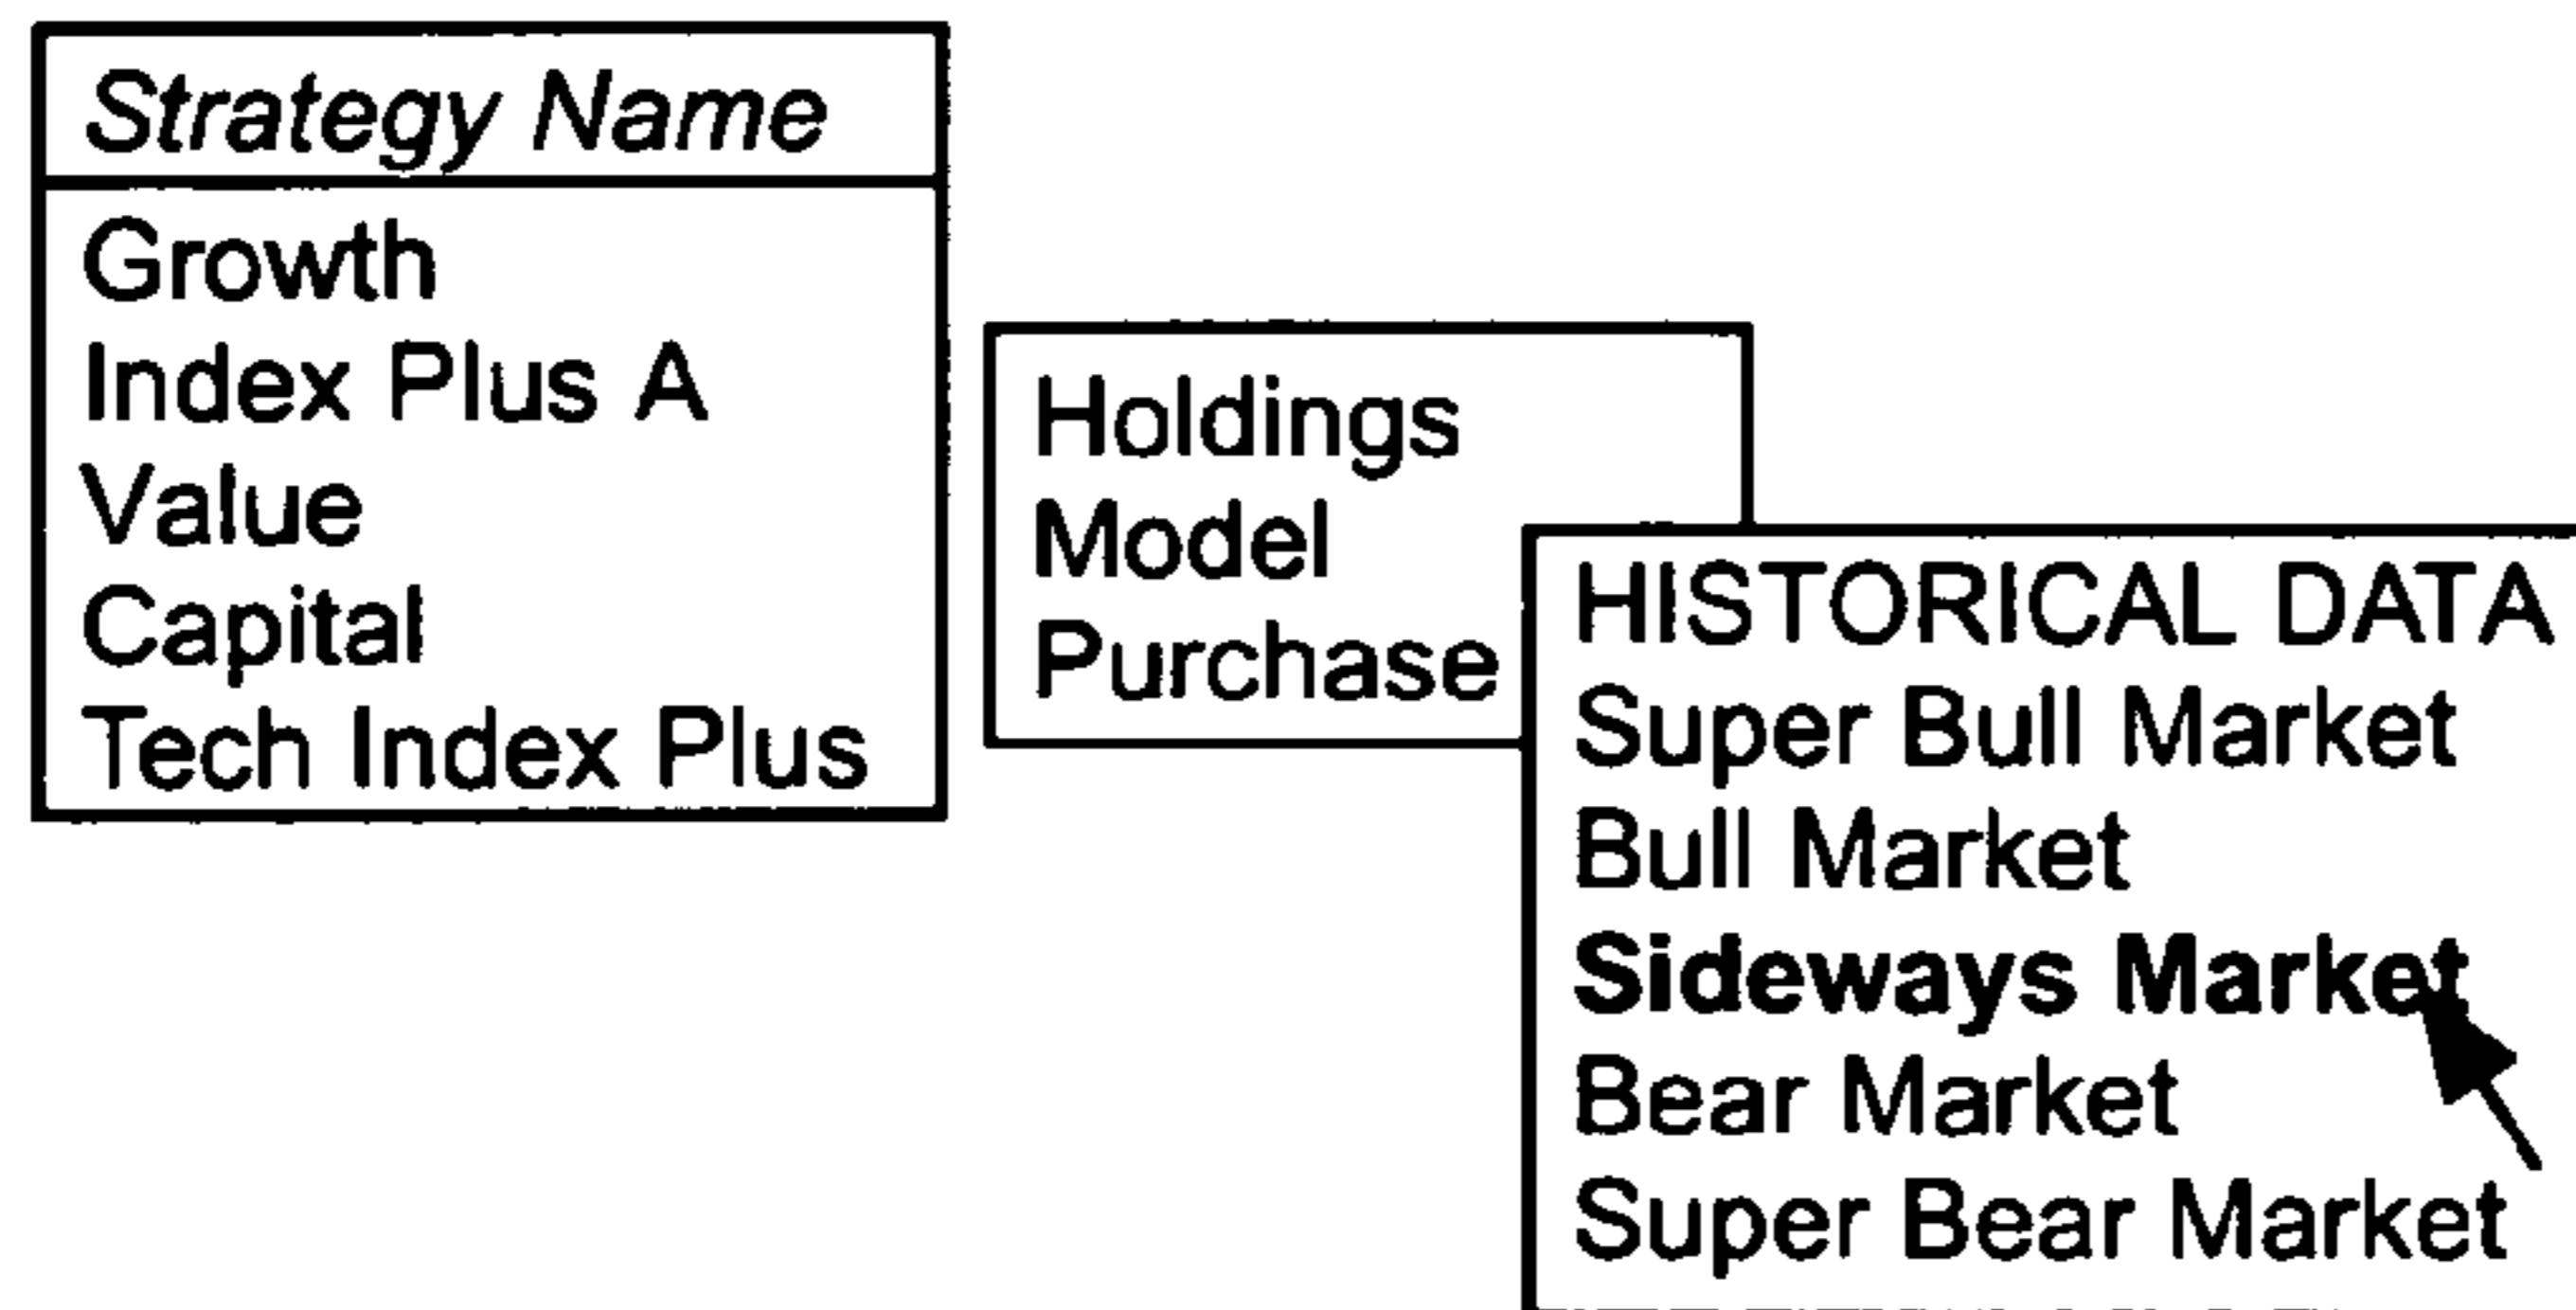 Strategy Name
Growth
Index Plus A
Value
Capital
Tech Index Plus
Holdings
Model
Purchase
HISTORICAL DATA
Super Bull Market
Bull Market
Sideways Market
Bear Market
Super Bear Market